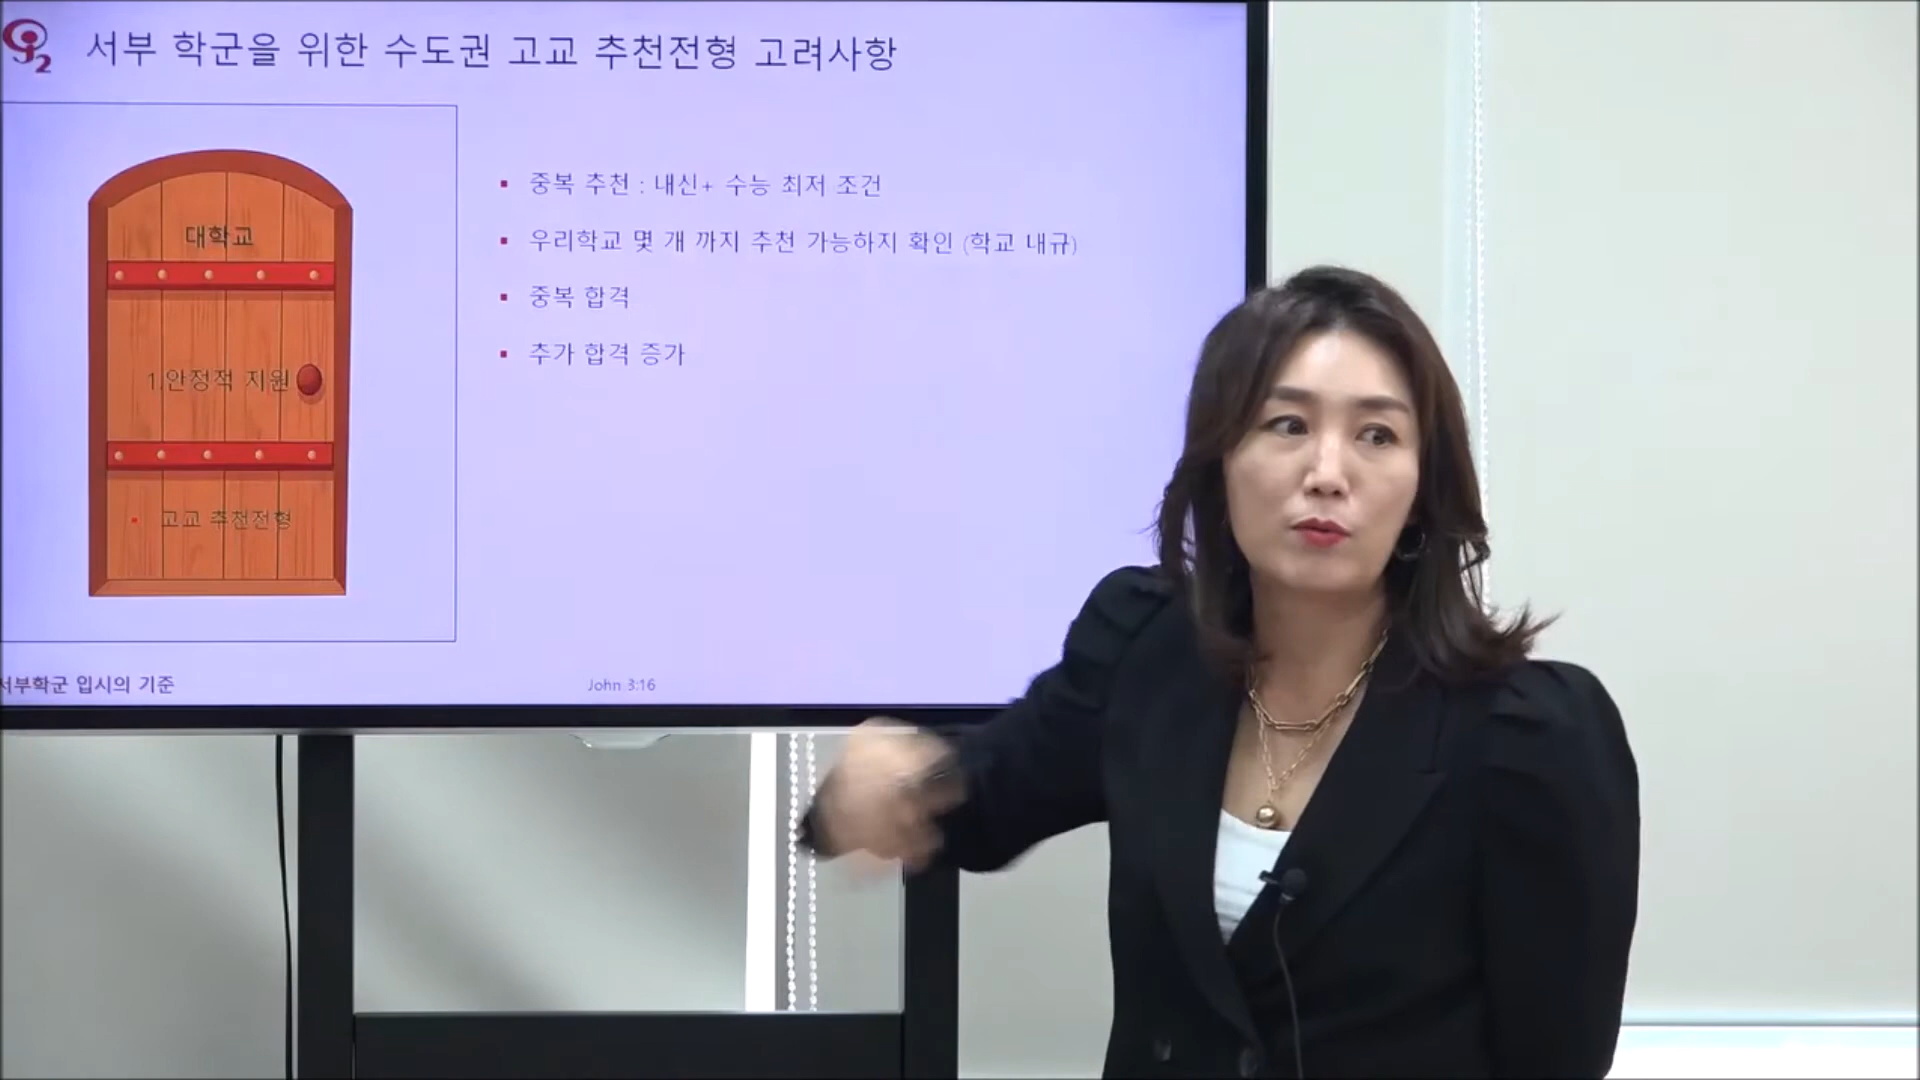 서부 학군을 위한 수도권 고교 추천전형 고려사항
대학교
1.안정적 지원
고교 추천전형
중복 추천 : 내신+ 수능 최저 조건
우리학교 몇 개 까지 추천 가능하지 확인 (학교 내규)
중복 합격
추가 합격 증가
서부학군 입시의 기준
John 3:16